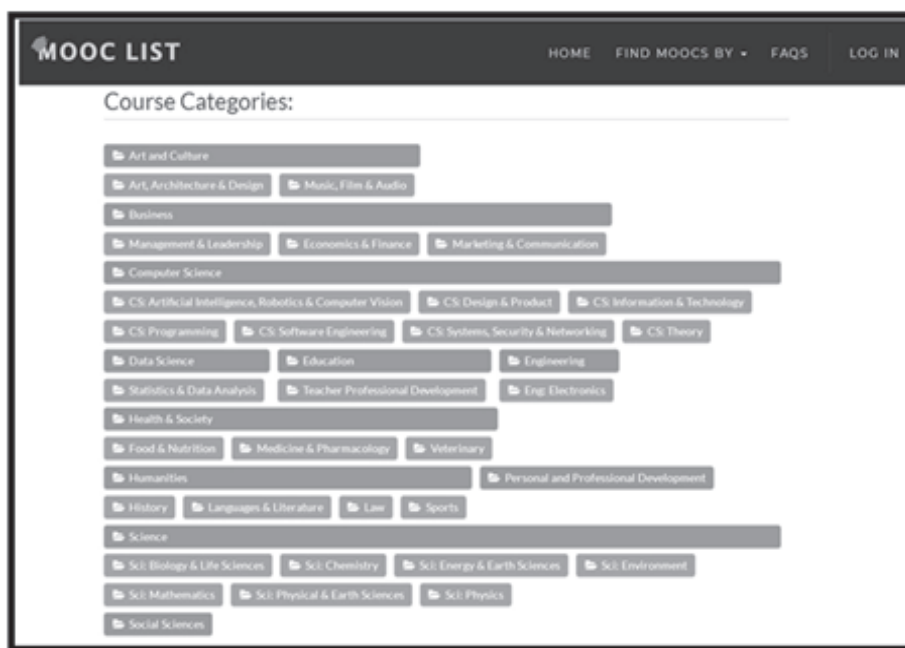 MOOC LIST HOME FIND MOOCS BY FAQS LOG IN
Course Categories:
Art and Culture
Art, Architecture & Design Music, Film & Audio
Business
Management & Leadership Economics & Finance Marketing & Communication
Computer Science
CS: Artificial Intelligence, Robotics & Computer Vision CS: Design & Product CS: Information & Technology
CS: Programming CS: Software Engineering CS: Systems, Security & Networking CS: Theory
Data Science Education Engineering
Statistics & Data Analysis Teacher Professional Development Eng: Electronics
Health & Society
Food & Nutrition Medicine & Pharmacology Veterinary
Humanities Personal and Professional Development
History Languages & Literature Law Sports
Science
Sci: Biology & Life Sciences Sci: Chemistry Sci: Energy & Earth Sciences Sci: Environment
Sci: Mathematics Sci: Physical & Earth Sciences Sci: Physics
Social Sciences